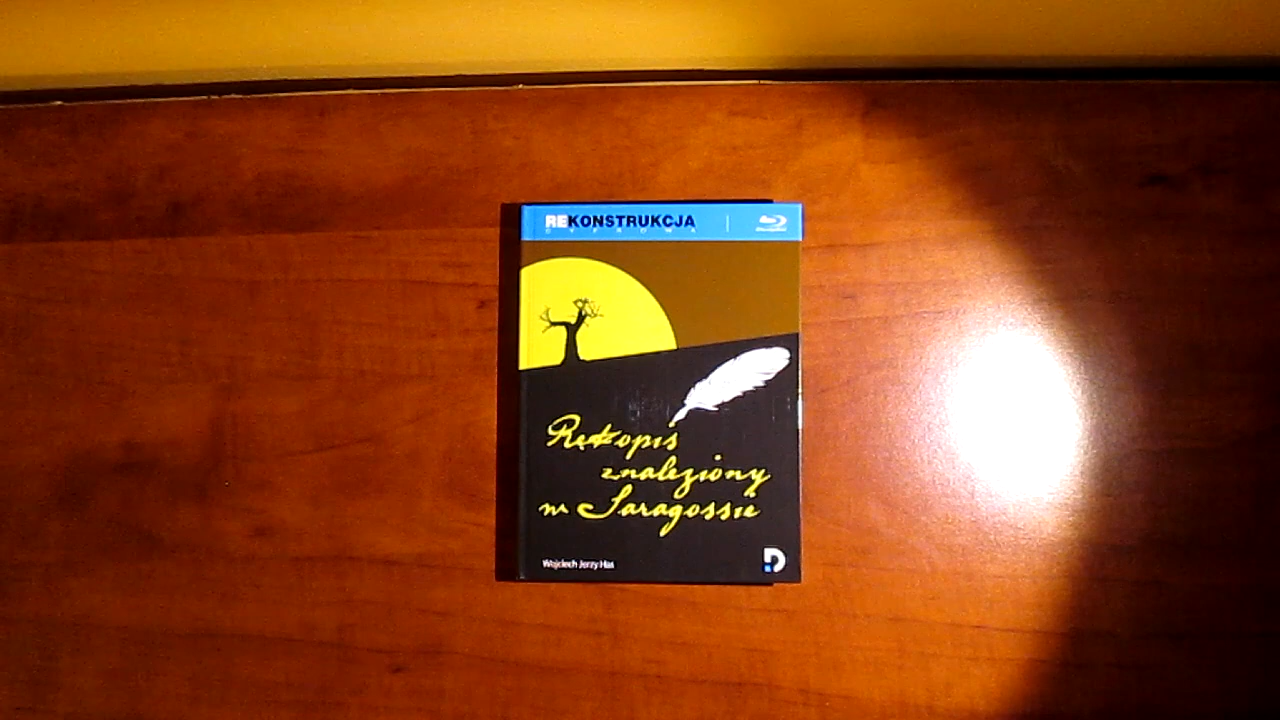 REKONSTRUKCJA
CYFROWA
Rękopis
znaleziony
w Saragossie
Wojciech Jerzy Has
D